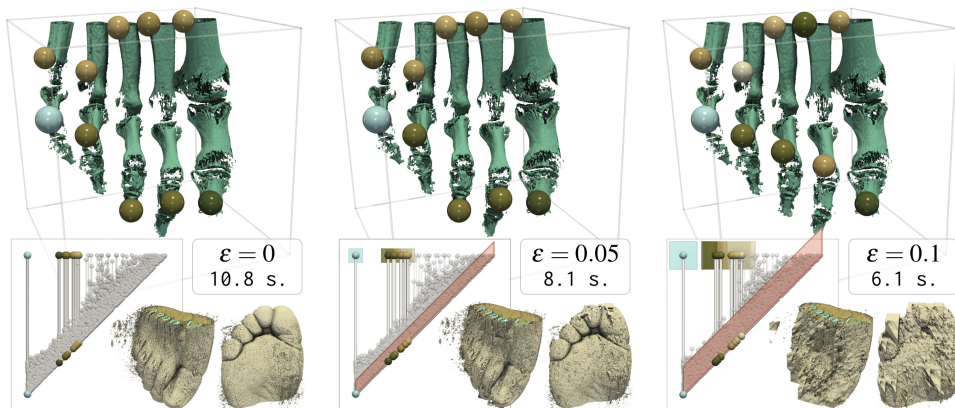 ε = 0
10.8 s.
ε = 0.05
8.1 s.
ε = 0.1
6.1 s.